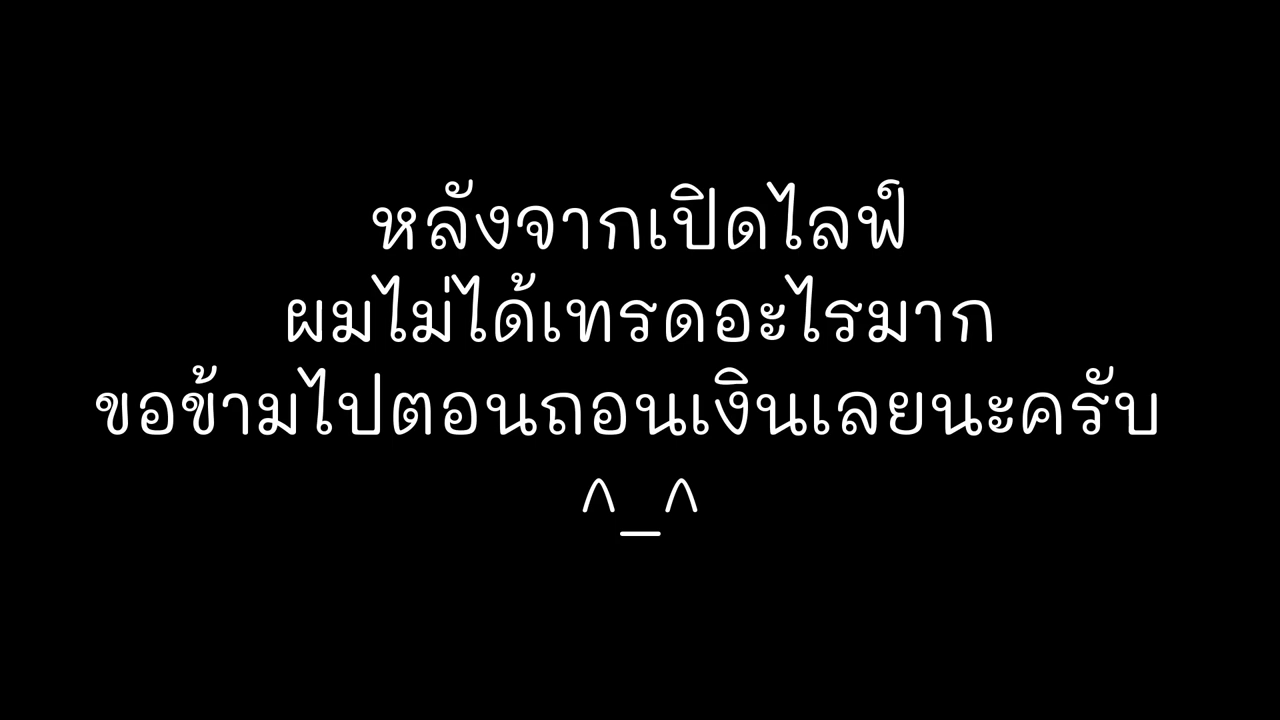 หลังจากเปิดไลฟ์
ผมไม่ได้เทรดอะไรมาก
ขอข้ามไปตอนถอนเงินเลยนะครับ
^_^